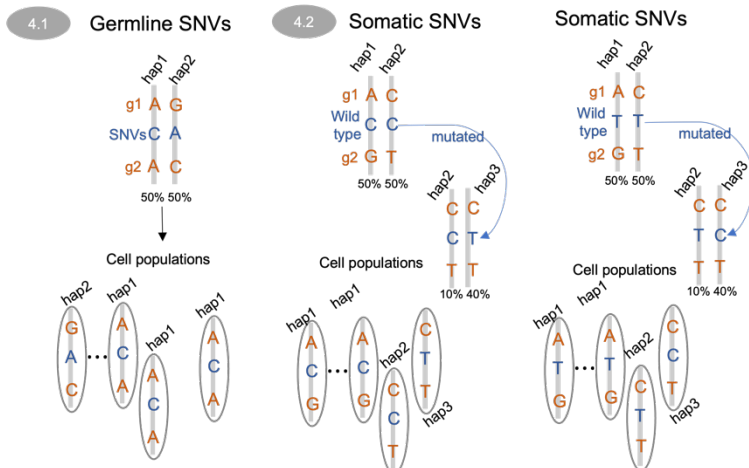 4.1
Germline SNVs
hap1 hap2
g1 A G
SNVs C A
g2 A C
50% 50%
Cell populations
hap2 hap1 hap1 hap1
G A C
...
A C A
A C A
A C A
4.2
Somatic SNVs
hap1 hap2
g1 A C
Wild
type C C
g2 G T
50% 50%
mutated
hap2 hap3
C C
C T
T T
10% 40%
Cell populations
hap1 hap1 hap2 hap3
A C G
...
A C G
C C T
C T T
Somatic SNVs
hap1 hap2
g1 A C
Wild
type T T
g2 G T
50% 50%
mutated
hap2 hap3
C C
T C
T T
10% 40%
Cell populations
hap1 hap1 hap2 hap3
A T G
...
A T G
C T T
C C T